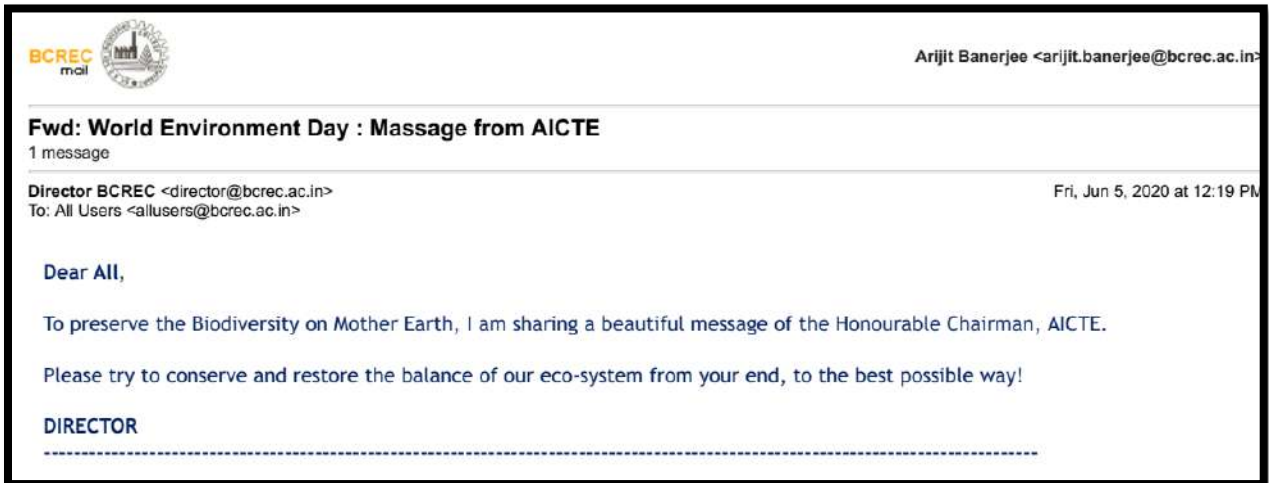 BCREC
mail
Arijit Banerjee <arijit.banerjee@bcrec.ac.in>
Fwd: World Environment Day : Massage from AICTE
1 message
Director BCREC <director@bcrec.ac.in>
Fri, Jun 5, 2020 at 12:19 PM
To: All Users <allusers@bcrec.ac.in>
Dear All,
To preserve the Biodiversity on Mother Earth, I am sharing a beautiful message of the Honourable Chairman, AICTE.
Please try to conserve and restore the balance of our eco-system from your end, to the best possible way!
DIRECTOR